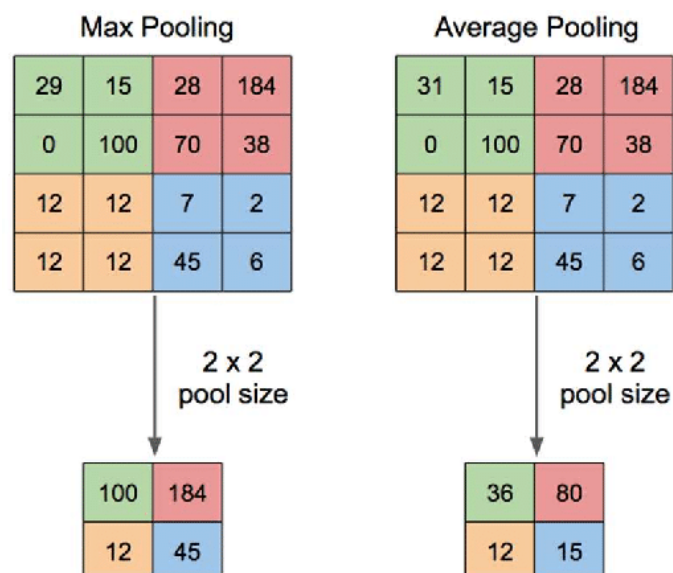 Max Pooling
29 15 28 184
0 100 70 38
12 12 7 2
12 12 45 6
2 x 2
pool size
100 184
12 45
Average Pooling
31 15 28 184
0 100 70 38
12 12 7 2
12 12 45 6
2 x 2
pool size
36 80
12 15